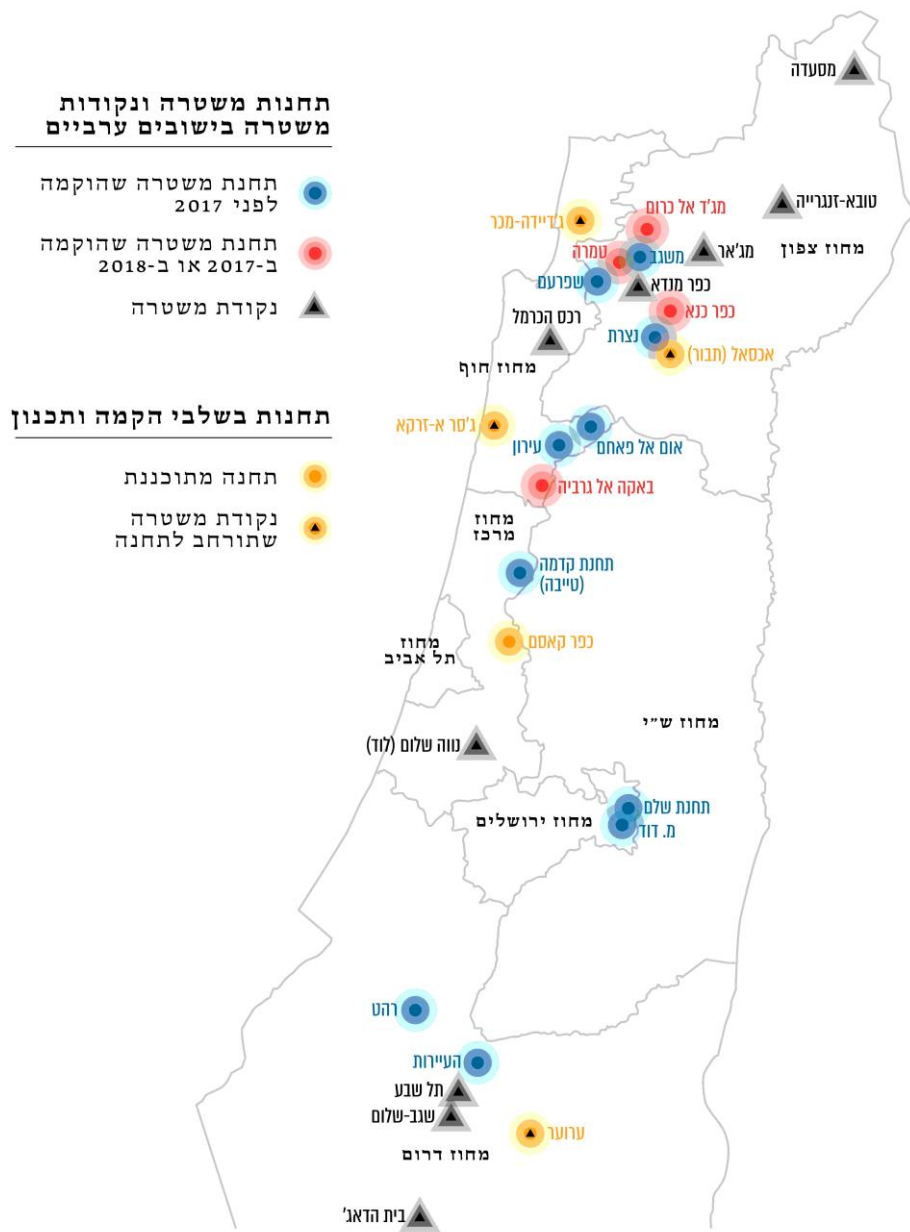 תחנות משטרה ונקודות
משטרה בישובים ערביים
תחנת משטרה שהוקמה
לפני 2017
תחנת משטרה שהוקמה
ב-2017 או ב-2018
נקודת משטרה
תחנות בשלבי הקמה ותכנון
תחנה מתוכננת
נקודת משטרה
שתורחב לתחנה
מסעדה
טובא-זנגרייה
מג'ד אל כרום
ג'דיידה-מכר
מחוז צפון
מג'אר
משגב
טמרה
שפרעם
כפר מנדא
כפר כנא
רכס הכרמל
נצרת
אכסאל (תבור)
מחוז חוף
ג'סר א-זרקא
עירון
אום אל פאחם
באקה אל גרביה
מחוז
מרכז
תחנת קדמה
(טייבה)
כפר קאסם
מחוז
תל אביב
מחוז ש״י
נווה שלום (לוד)
תחנת שלם
מ. דוד
מחוז ירושלים
רהט
העיירות
תל שבע
שגב-שלום
ערוער
מחוז דרום
בית הדאג'